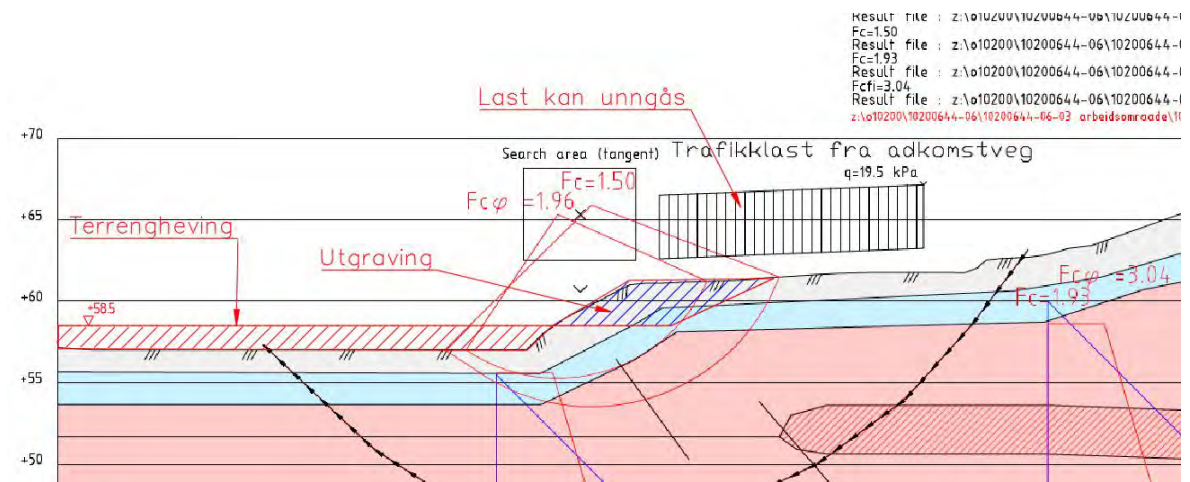 Result file : z:\o10200\10200644-06\10200644-0
Fc=1.50
Result file : z:\o10200\10200644-06\10200644-0
Fc=1.93
Result file : z:\o10200\10200644-06\10200644-0
Fcfi=3.04
Result file : z:\o10200\10200644-06\10200644-0
z:\o10200\10200644-06\10200644-06-03 arbeidsomraade\10
Last kan unngås
+70
Search area (tangent)
Trafikklast fra adkomstveg
q=19.5 kPa
Fc=1.50
Fcφ =1.96
+65
Terrengheving
Utgraving
+60
Fcφ =3.04
Fc=1.93
+58.5
+55
+50